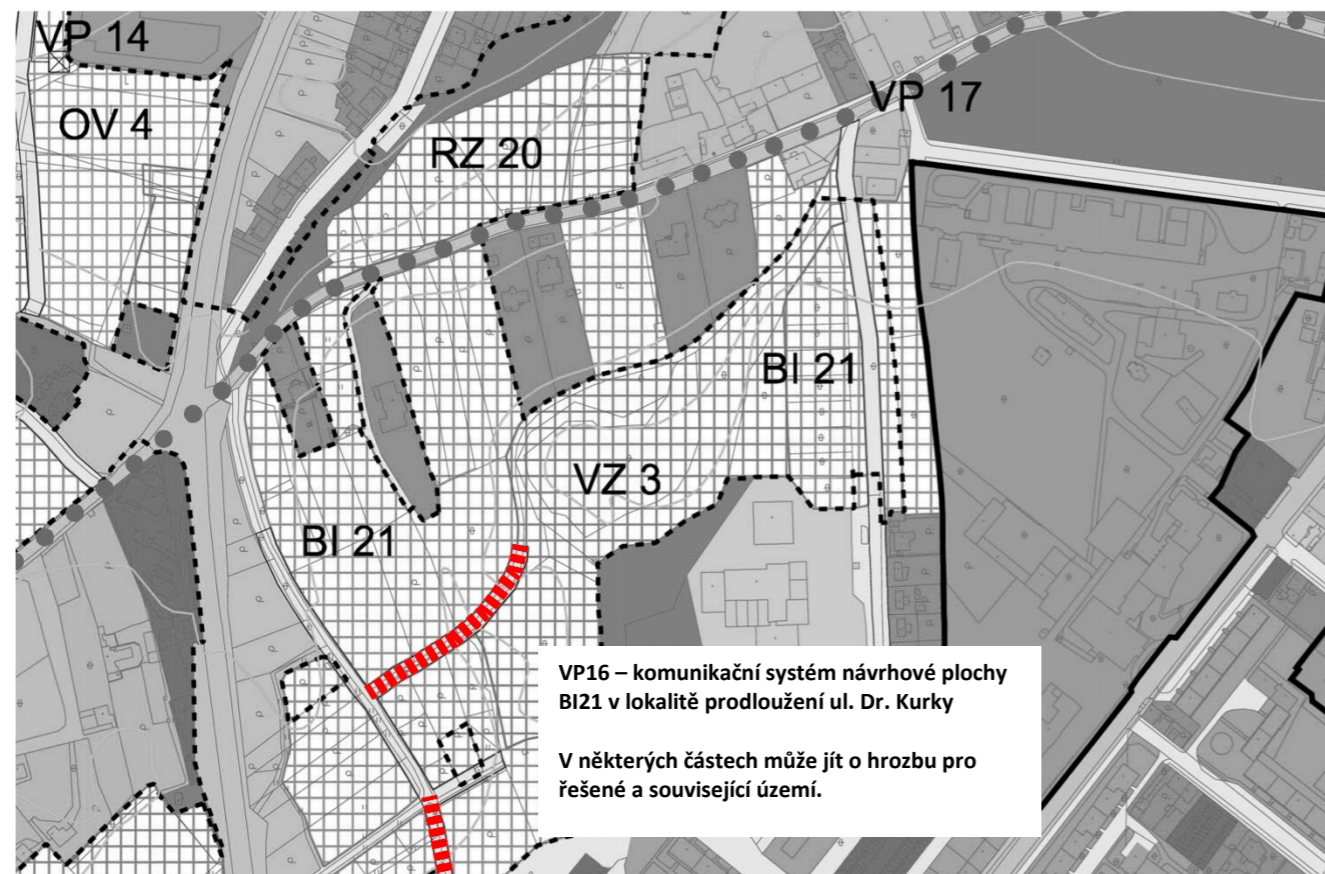 VP 14
OV 4
VP 17
RZ 20
BI 21
VZ 3
BI 21
VP16 – komunikační systém návrhové plochy
BI21 v lokalitě prodloužení ul. Dr. Kurky
V některých částech může jít o hrozbu pro
řešené a související území.